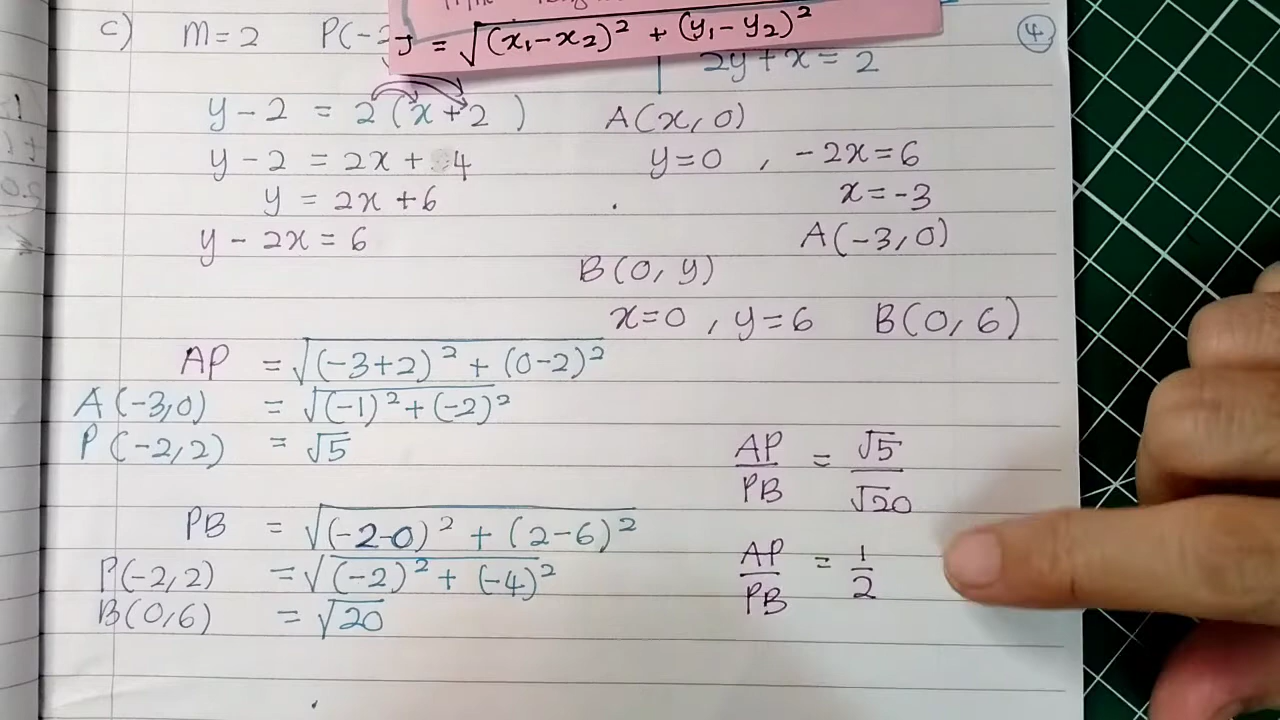 J = √(x₁-x₂)² + (y₁-y₂)²
c) m=2 P(-2
④
2y+x=2
y-2 = 2(x+2)
y-2 = 2x+4
y = 2x+6
y-2x=6
A(x,0)
y=0 , -2x=6
x=-3
A(-3,0)
B(0,y)
x=0 , y=6 B(0,6)
AP = √(-3+2)² + (0-2)²
A(-3,0) = √(-1)²+(-2)²
P(-2,2) = √5
PB = √(-2-0)² + (2-6)²
P(-2,2) = √(-2)² + (-4)²
B(0,6) = √20
AP/PB = √5/√20
AP/PB = 1/2